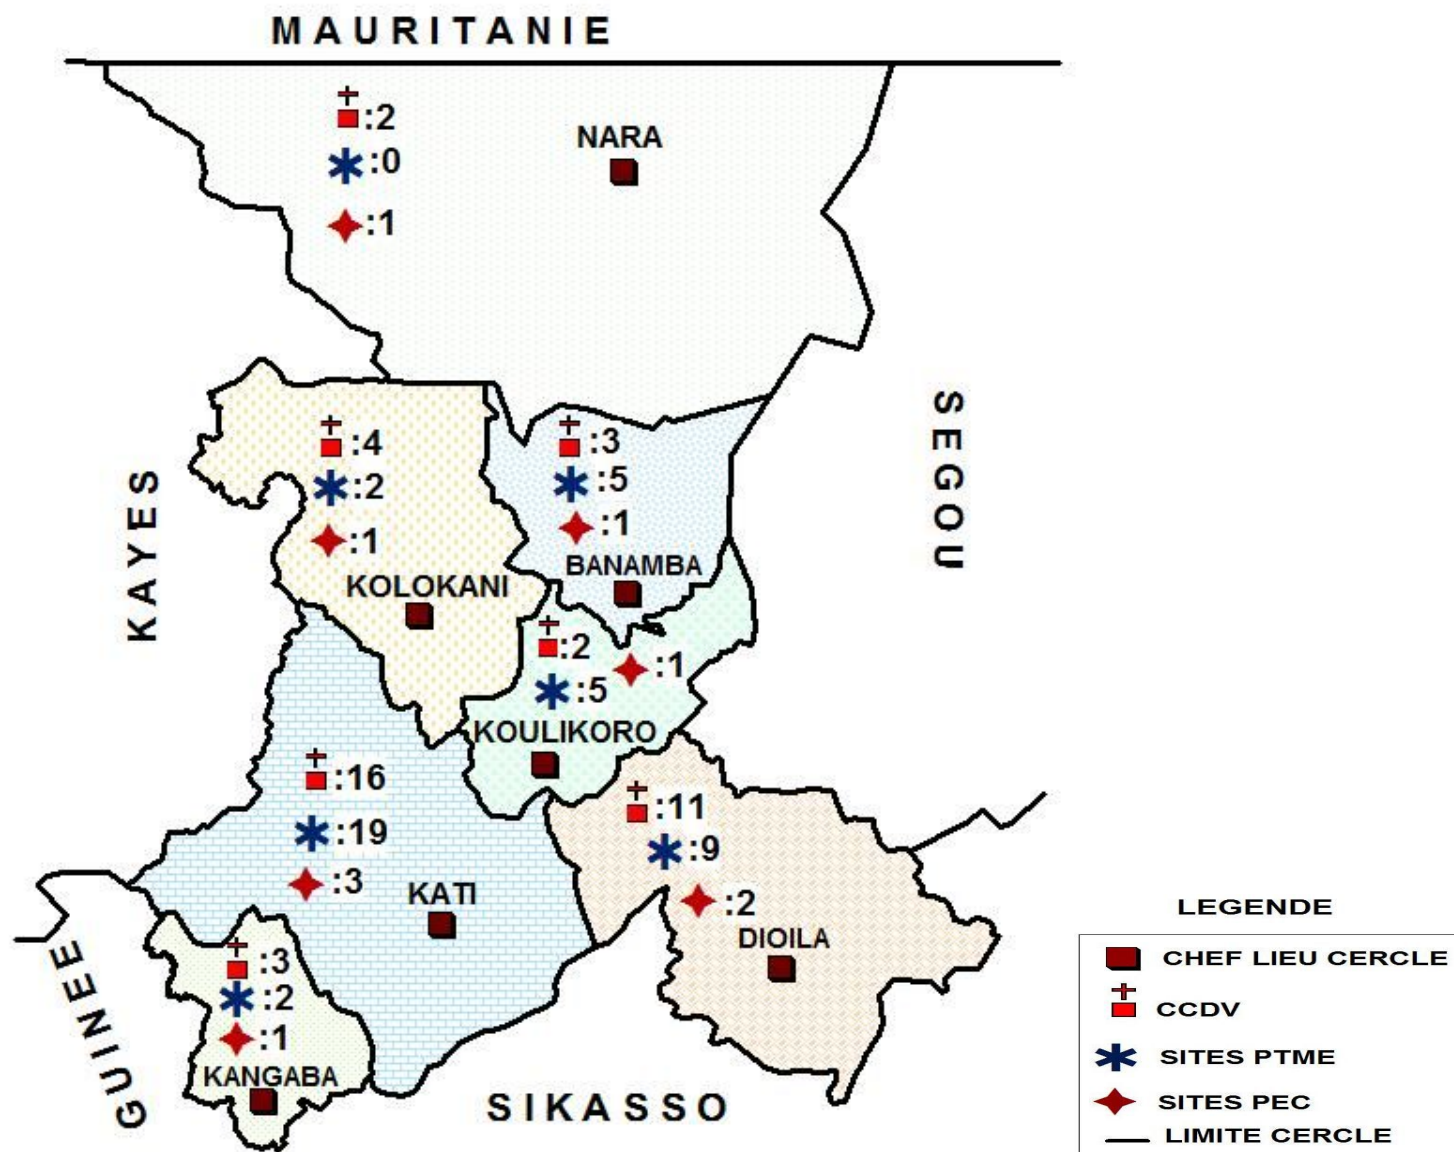 MAURITANIE
:2
:0
:1
NARA
:4
:2
:1
KOLOKANI
:3
:5
:1
BANAMBA
KAYES
SEGOU
:2
:5
:1
KOULIKORO
:16
:19
:3
KATI
:11
:9
:2
DIOILA
:3
:2
:1
KANGABA
GUINEE
SIKASSO
LEGENDE
CHEF LIEU CERCLE
CCDV
SITES PTME
SITES PEC
LIMITE CERCLE